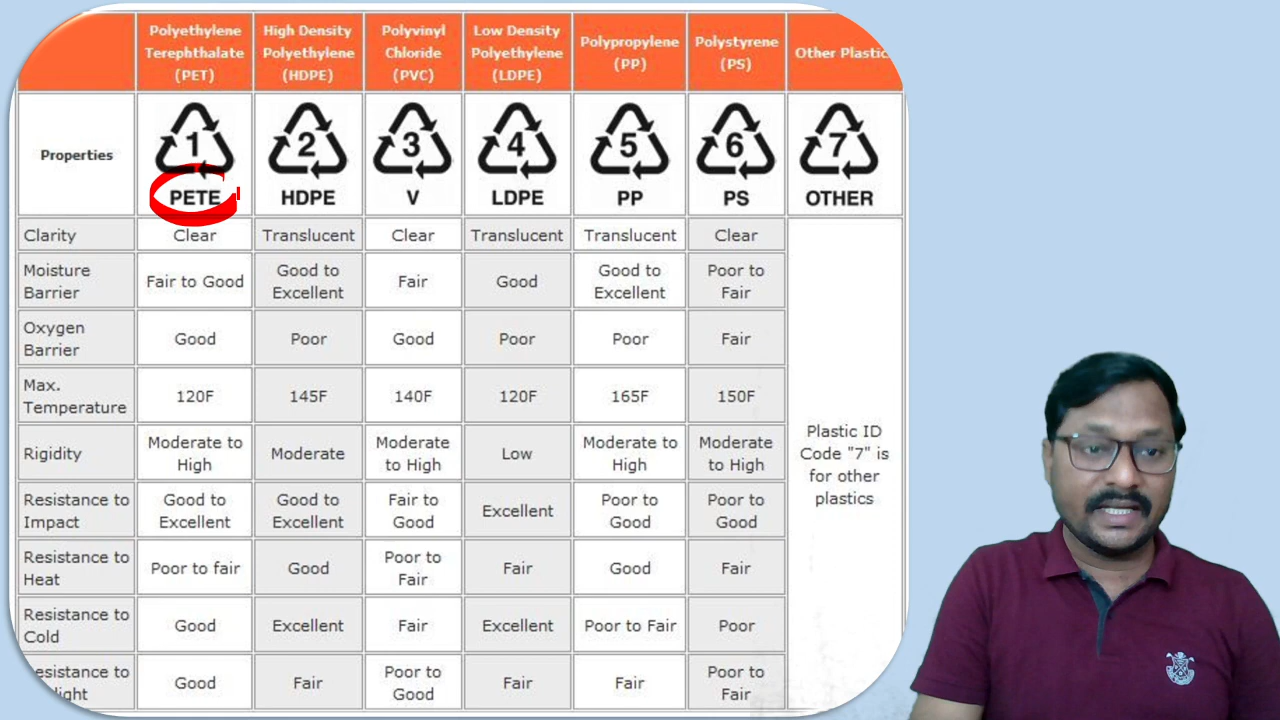 Polyethylene Terephthalate (PET) High Density Polyethylene (HDPE) Polyvinyl Chloride (PVC) Low Density Polyethylene (LDPE) Polypropylene (PP) Polystyrene (PS) Other Plastic
Properties 1 PETE 2 HDPE 3 V 4 LDPE 5 PP 6 PS 7 OTHER
Clarity Clear Translucent Clear Translucent Translucent Clear
Moisture Barrier Fair to Good Good to Excellent Fair Good Good to Excellent Poor to Fair
Oxygen Barrier Good Poor Good Poor Poor Fair
Max. Temperature 120F 145F 140F 120F 165F 150F
Rigidity Moderate to High Moderate Moderate to High Low Moderate to High Moderate to High
Resistance to Impact Good to Excellent Good to Excellent Fair to Good Excellent Poor to Good Poor to Good
Resistance to Heat Poor to fair Good Poor to Fair Fair Good Fair
Resistance to Cold Good Excellent Fair Excellent Poor to Fair Poor
esistance to light Good Fair Poor to Good Fair Fair Poor to Fair
Plastic ID
Code "7" is
for other
plastics